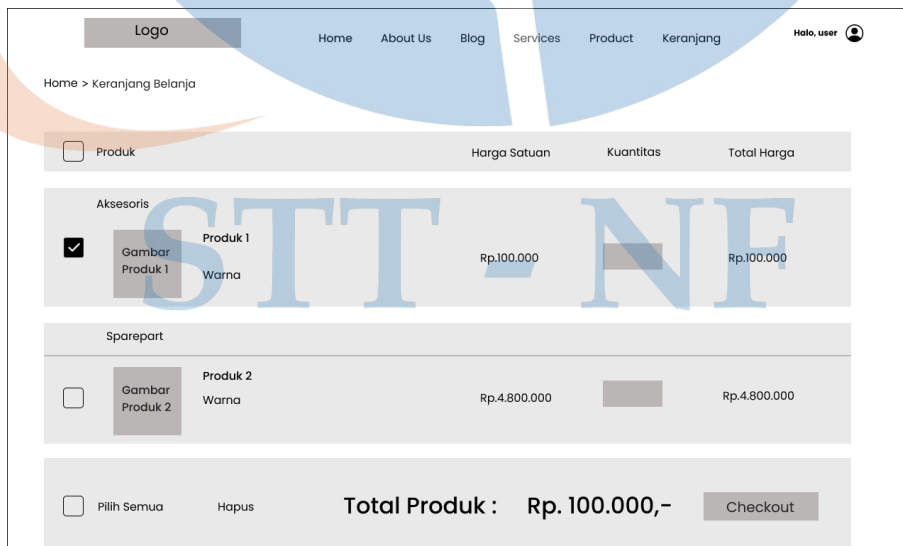 Logo
Home About Us Blog Services Product Keranjang
Halo, user
Home > Keranjang Belanja
Produk Harga Satuan Kuantitas Total Harga
Aksesoris
Gambar
Produk 1
Produk 1
Warna
Rp.100.000
Rp.100.000
STT - NF
Sparepart
Gambar
Produk 2
Produk 2
Warna
Rp.4.800.000
Rp.4.800.000
Pilih Semua Hapus Total Produk : Rp. 100.000,- Checkout